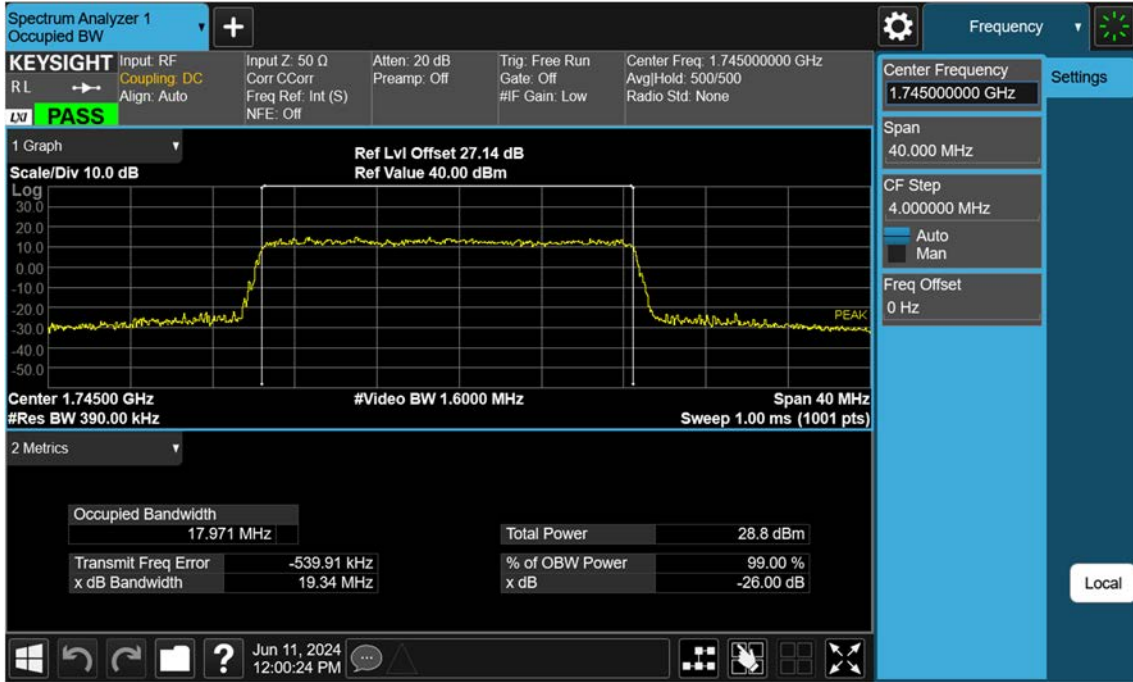 Spectrum Analyzer 1
Occupied BW
+
Frequency
KEYSIGHT
R L
LXI PASS
Input: RF
Coupling: DC
Align: Auto
Input Z: 50 Ω
Corr CCorr
Freq Ref: Int (S)
NFE: Off
Atten: 20 dB
Preamp: Off
Trig: Free Run
Gate: Off
#IF Gain: Low
Center Freq: 1.745000000 GHz
Avg|Hold: 500/500
Radio Std: None
Center Frequency
1.745000000 GHz
Settings
Span
40.000 MHz
CF Step
4.000000 MHz
Auto
Man
Freq Offset
0 Hz
Local
1 Graph
Scale/Div 10.0 dB
Ref Lvl Offset 27.14 dB
Ref Value 40.00 dBm
Log
30.0
20.0
10.0
0.00
-10.0
-20.0
-30.0
-40.0
-50.0
PEAK
Center 1.74500 GHz
#Video BW 1.6000 MHz
Span 40 MHz
#Res BW 390.00 kHz
Sweep 1.00 ms (1001 pts)
2 Metrics
Occupied Bandwidth
17.971 MHz
Total Power 28.8 dBm
Transmit Freq Error -539.91 kHz
% of OBW Power 99.00 %
x dB Bandwidth 19.34 MHz
x dB -26.00 dB
?
Jun 11, 2024
12:00:24 PM